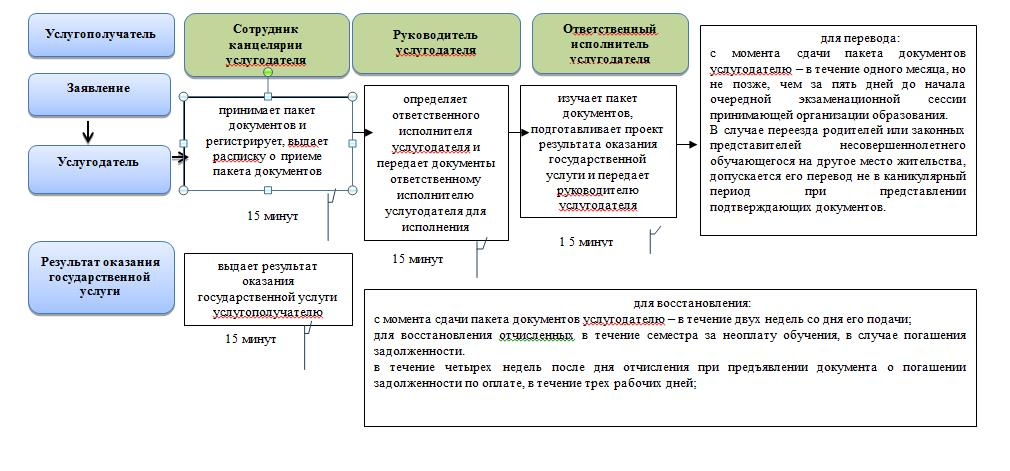 Услугополучатель
Заявление
Услугодатель
Результат оказания
государственной
услуги
Сотрудник
канцелярии
услугодателя
принимает пакет
документов и
регистрирует, выдает
расписку о приеме
пакета документов
15 минут
выдает результат
оказания
государственной услуги
услугополучателю
15 минут
Руководитель
услугодателя
определяет
ответственного
исполнителя
услугодателя и
передает документы
ответственному
исполнителю
услугодателя для
исполнения
15 минут
Ответственный
исполнитель
услугодателя
изучает пакет
документов,
подготавливает проект
результата оказания
государственной
услуги и передает
руководителю
услугодателя
1 5 минут
для перевода:
с момента сдачи пакета документов
услугодателю – в течение одного месяца, но
не позже, чем за пять дней до начала
очередной экзаменационной сессии
принимающей организации образования.
В случае переезда родителей или законных
представителей несовершеннолетнего
обучающегося на другое место жительства,
допускается его перевод не в каникулярный
период при представлении
подтверждающих документов.
для восстановления:
с момента сдачи пакета документов услугодателю – в течение двух недель со дня его подачи;
для восстановления отчисленных в течение семестра за неоплату обучения, в случае погашения
задолженности.
в течение четырех недель после дня отчисления при предъявлении документа о погашении
задолженности по оплате, в течение трех рабочих дней;